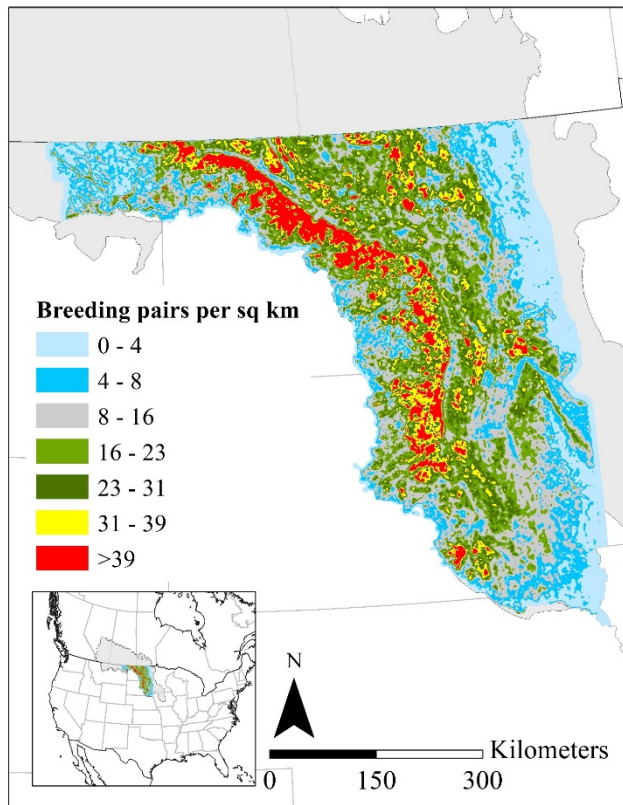 Breeding pairs per sq km
0 - 4
4 - 8
8 - 16
16 - 23
23 - 31
31 - 39
>39
N
Kilometers
0 150 300